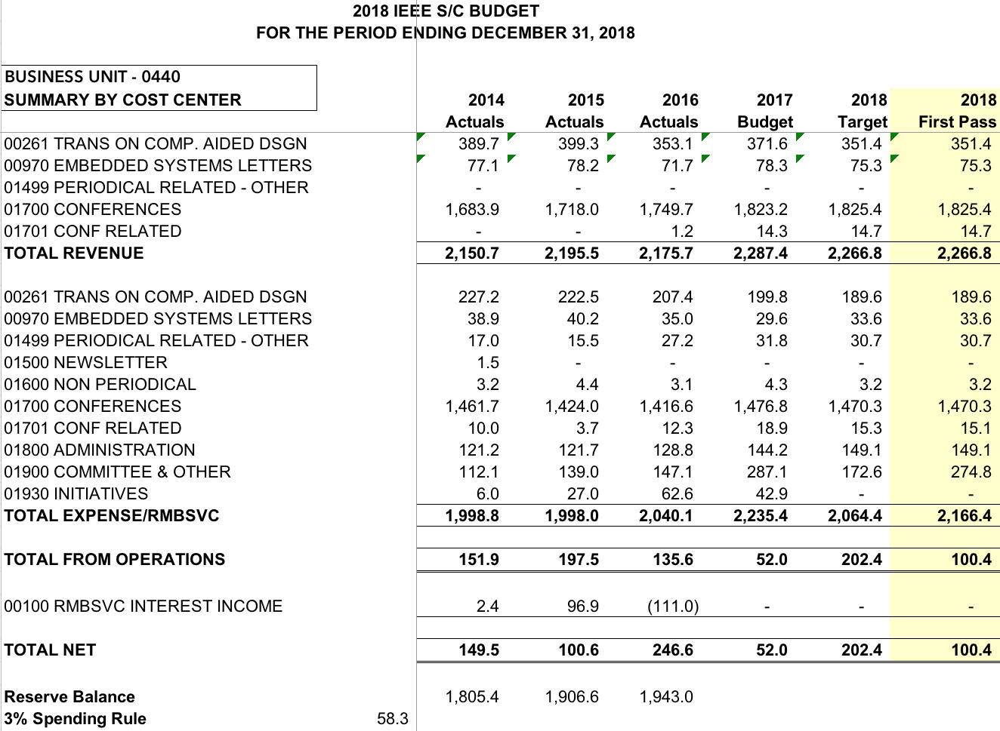 2018 IEEE S/C BUDGET
FOR THE PERIOD ENDING DECEMBER 31, 2018
BUSINESS UNIT - 0440
SUMMARY BY COST CENTER 2014 2015 2016 2017 2018 2018
Actuals Actuals Actuals Budget Target First Pass
00261 TRANS ON COMP. AIDED DSGN 389.7 399.3 353.1 371.6 351.4 351.4
00970 EMBEDDED SYSTEMS LETTERS 77.1 78.2 71.7 78.3 75.3 75.3
01499 PERIODICAL RELATED - OTHER - - - - - -
01700 CONFERENCES 1,683.9 1,718.0 1,749.7 1,823.2 1,825.4 1,825.4
01701 CONF RELATED - - 1.2 14.3 14.7 14.7
TOTAL REVENUE 2,150.7 2,195.5 2,175.7 2,287.4 2,266.8 2,266.8
00261 TRANS ON COMP. AIDED DSGN 227.2 222.5 207.4 199.8 189.6 189.6
00970 EMBEDDED SYSTEMS LETTERS 38.9 40.2 35.0 29.6 33.6 33.6
01499 PERIODICAL RELATED - OTHER 17.0 15.5 27.2 31.8 30.7 30.7
01500 NEWSLETTER 1.5 - - - - -
01600 NON PERIODICAL 3.2 4.4 3.1 4.3 3.2 3.2
01700 CONFERENCES 1,461.7 1,424.0 1,416.6 1,476.8 1,470.3 1,470.3
01701 CONF RELATED 10.0 3.7 12.3 18.9 15.3 15.1
01800 ADMINISTRATION 121.2 121.7 128.8 144.2 149.1 149.1
01900 COMMITTEE & OTHER 112.1 139.0 147.1 287.1 172.6 274.8
01930 INITIATIVES 6.0 27.0 62.6 42.9 - -
TOTAL EXPENSE/RMBSVC 1,998.8 1,998.0 2,040.1 2,235.4 2,064.4 2,166.4
TOTAL FROM OPERATIONS 151.9 197.5 135.6 52.0 202.4 100.4
00100 RMBSVC INTEREST INCOME 2.4 96.9 (111.0) - - -
TOTAL NET 149.5 100.6 246.6 52.0 202.4 100.4
Reserve Balance 1,805.4 1,906.6 1,943.0
3% Spending Rule 58.3